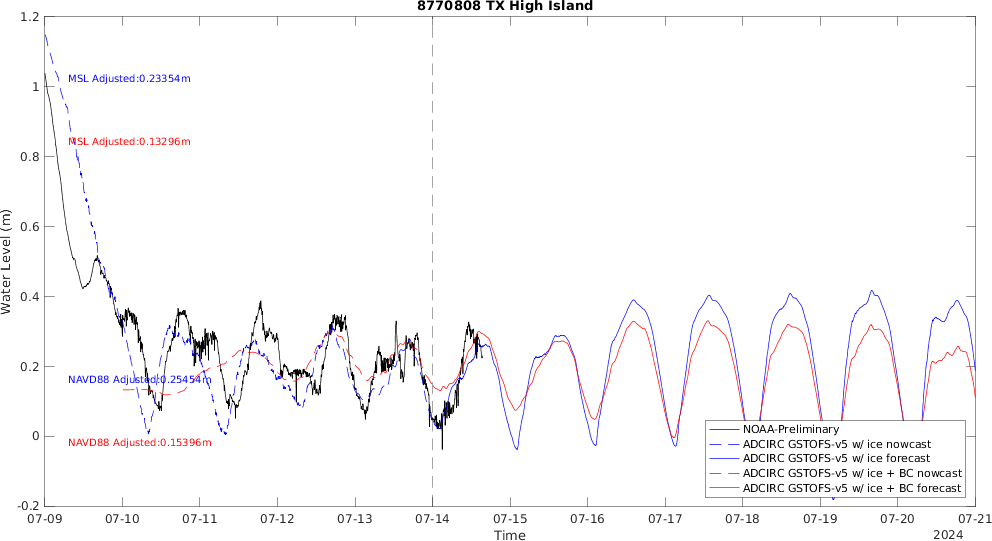 8770808 TX High Island
1.2
1
0.8
0.6
0.4
0.2
0
-0.2
Water Level (m)
MSL Adjusted:0.23354m
MSL Adjusted:0.13296m
NAVD88 Adjusted:0.25454m
NAVD88 Adjusted:0.15396m
NOAA-Preliminary
ADCIRC GSTOFS-v5 w/ ice nowcast
ADCIRC GSTOFS-v5 w/ ice forecast
ADCIRC GSTOFS-v5 w/ ice + BC nowcast
ADCIRC GSTOFS-v5 w/ ice + BC forecast
07-09 07-10 07-11 07-12 07-13 07-14 07-15 07-16 07-17 07-18 07-19 07-20 07-21
Time
2024